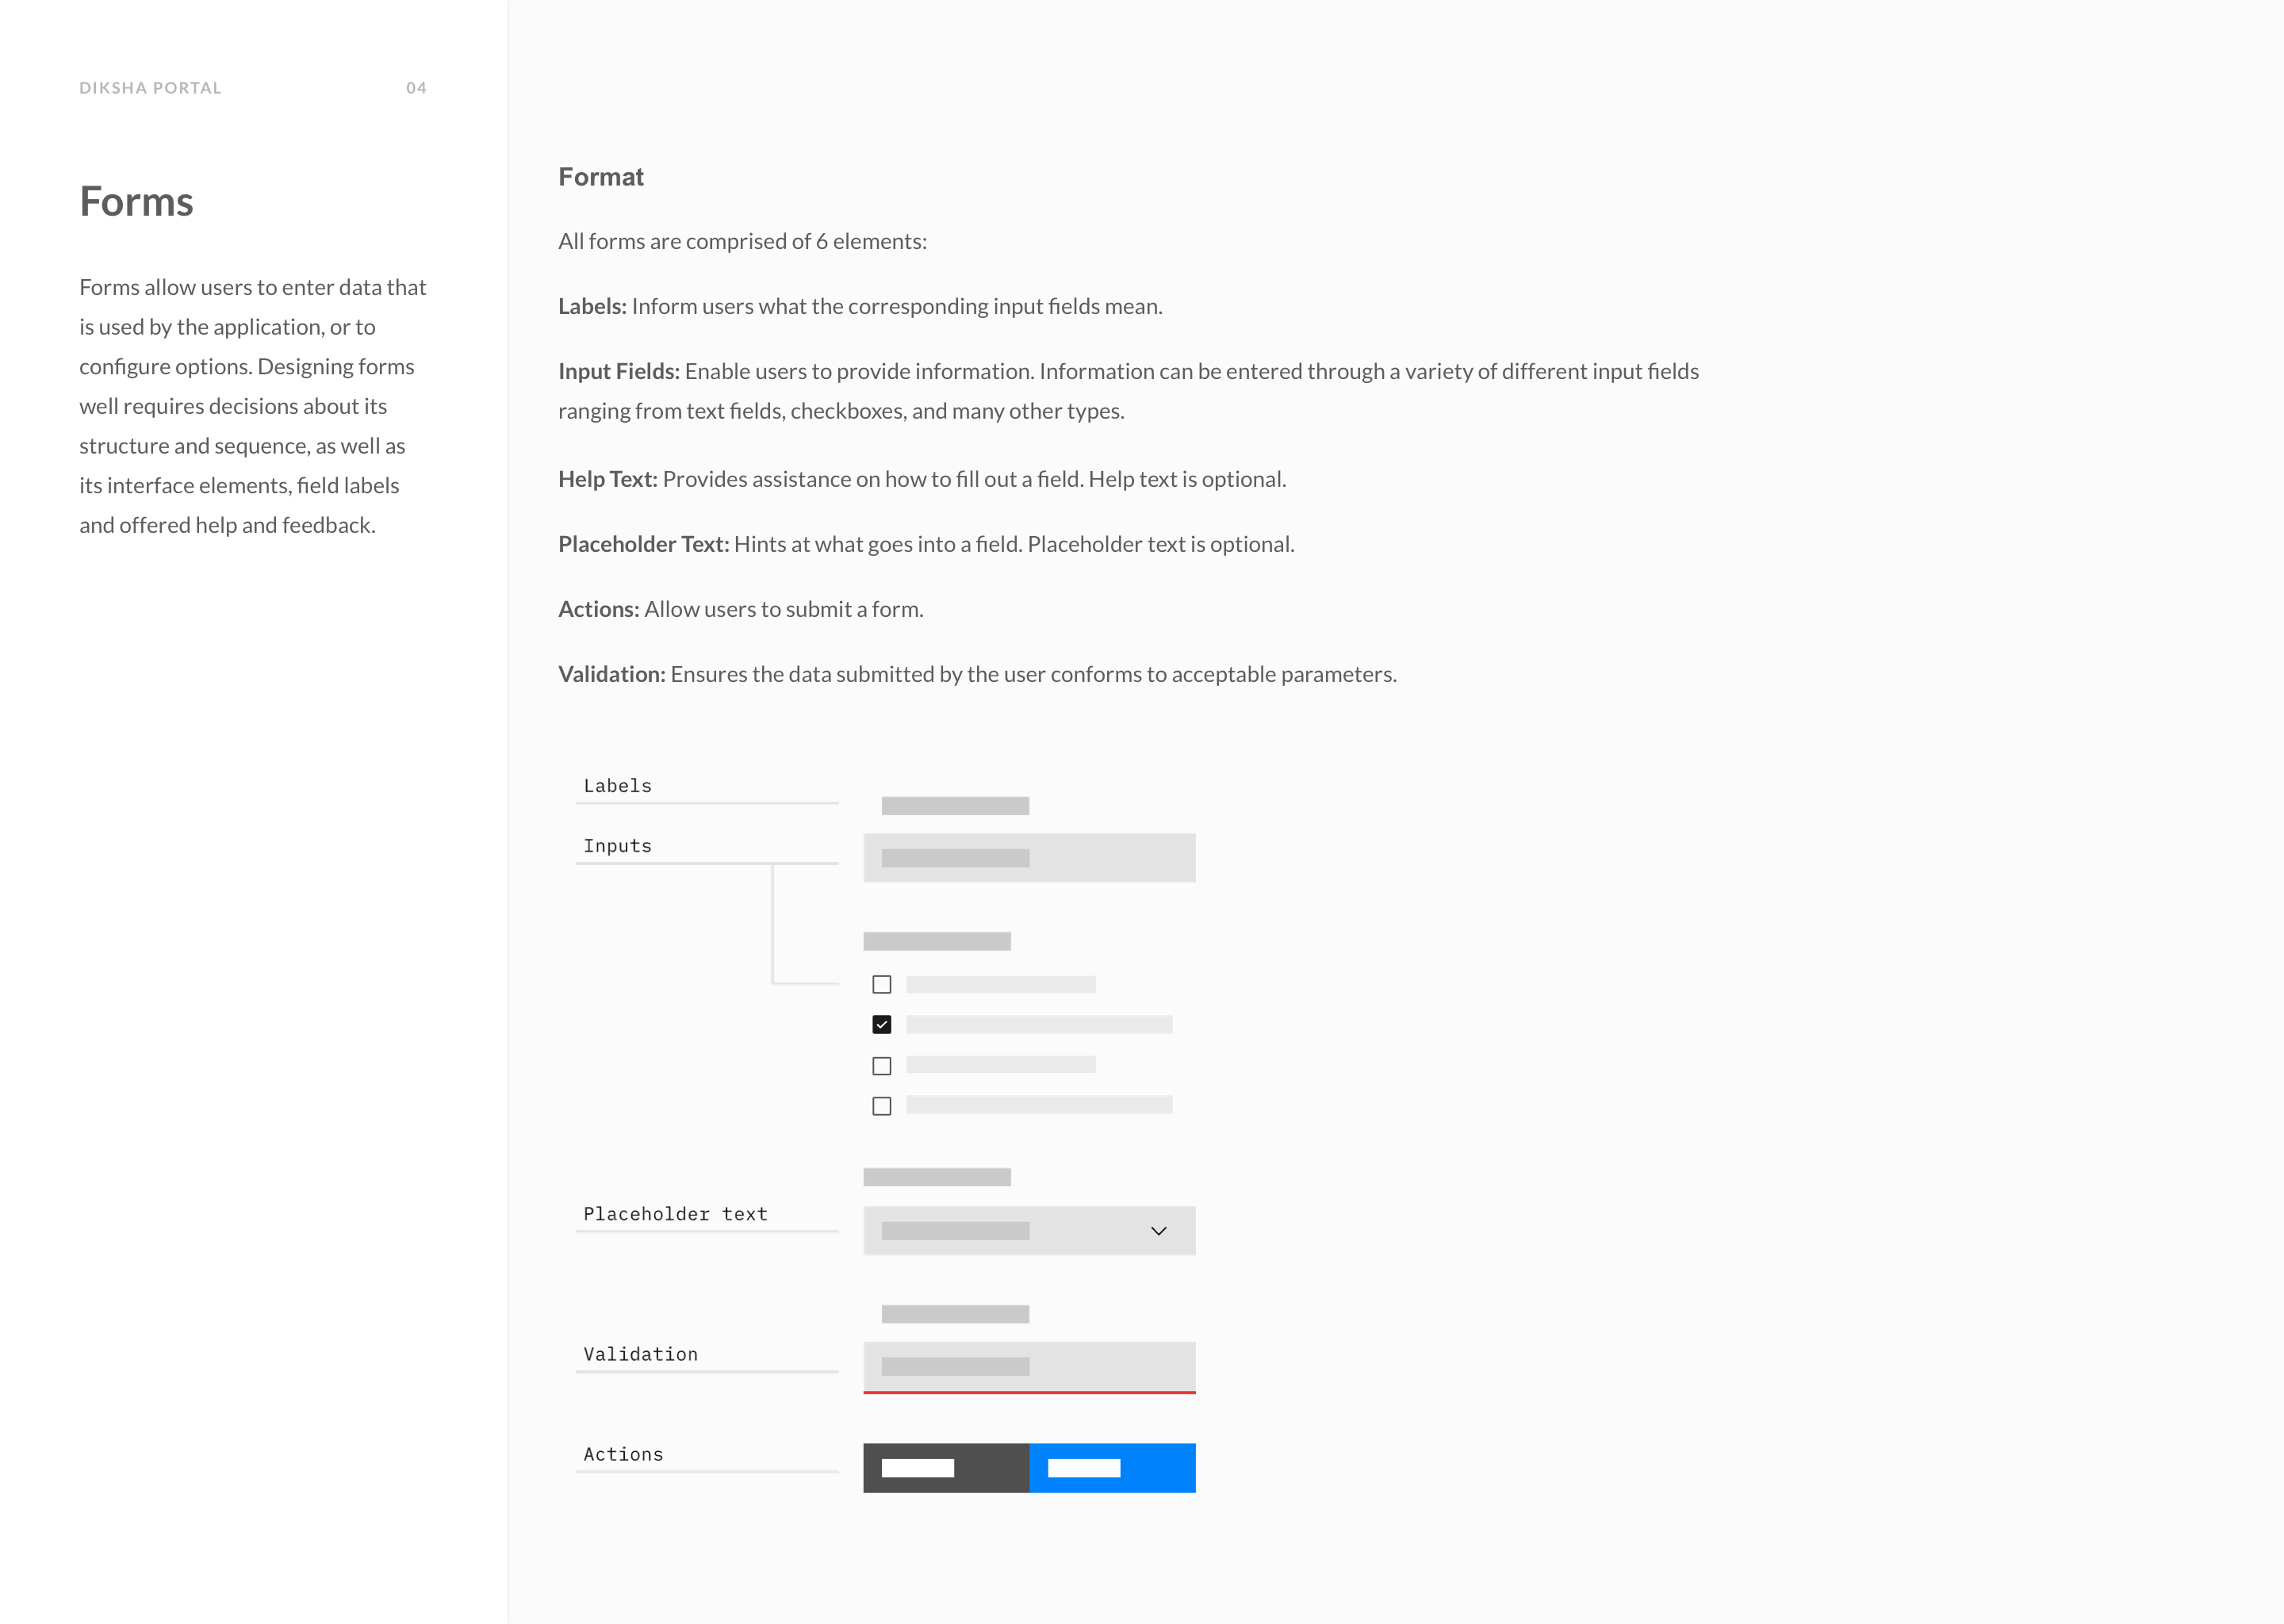 DIKSHA PORTAL 04
Forms
Forms allow users to enter data that
is used by the application, or to
configure options. Designing forms
well requires decisions about its
structure and sequence, as well as
its interface elements, field labels
and offered help and feedback.
Format
All forms are comprised of 6 elements:
Labels: Inform users what the corresponding input fields mean.
Input Fields: Enable users to provide information. Information can be entered through a variety of different input fields
ranging from text fields, checkboxes, and many other types.
Help Text: Provides assistance on how to fill out a field. Help text is optional.
Placeholder Text: Hints at what goes into a field. Placeholder text is optional.
Actions: Allow users to submit a form.
Validation: Ensures the data submitted by the user conforms to acceptable parameters.
Labels
Inputs
Placeholder text
Validation
Actions